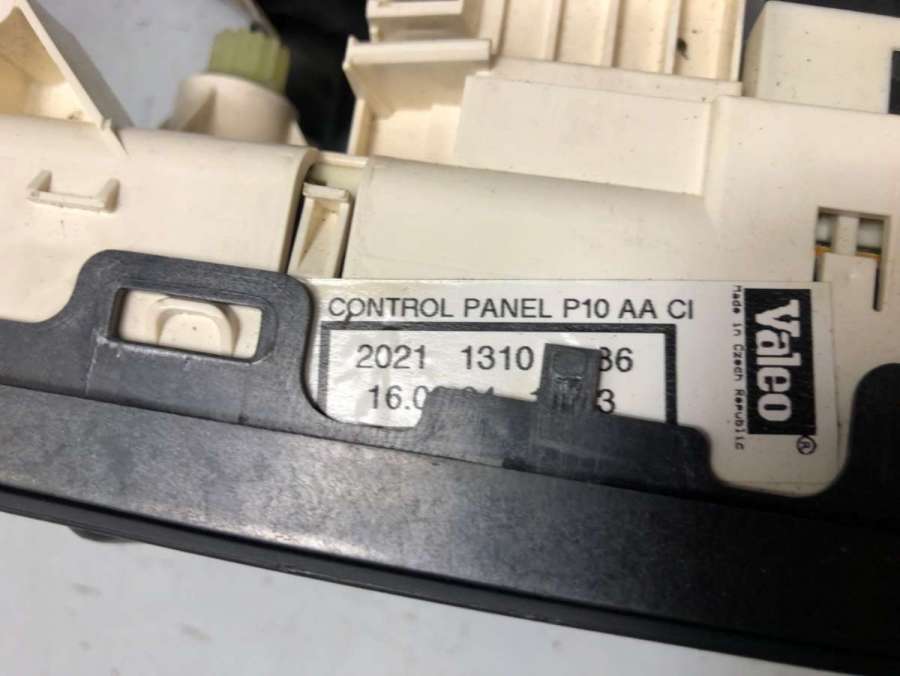 CONTROL PANEL P10 AA CI
2021 1310
Valeo®
Made in Czech Republic